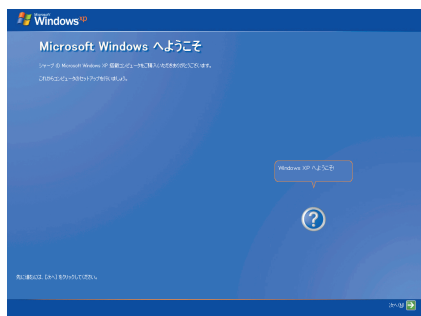 Microsoft
Windows xp
Microsoft Windows へようこそ
シャープ の Microsoft Windows XP 搭載コンピュータをご購入いただきありがとうございます。
これからコンピュータのセットアップを行いましょう。
Windows XP へようこそ!
先に進むには、[次へ] をクリックしてください。
次へ(N)